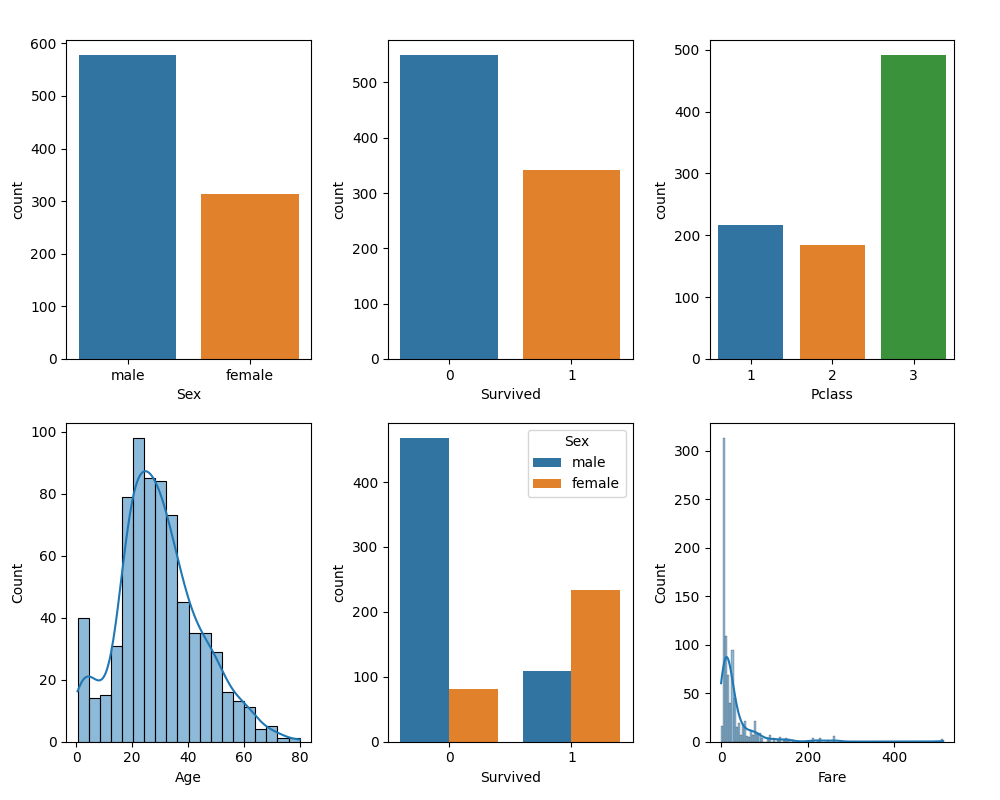 count
600
500
400
300
200
100
0
male female
Sex
count
500
400
300
200
100
0
0 1
Survived
count
500
400
300
200
100
0
1 2 3
Pclass
Count
100
80
60
40
20
0
0 20 40 60 80
Age
count
400
300
200
100
0
Sex
male
female
0 1
Survived
Count
300
250
200
150
100
50
0
0 200 400
Fare